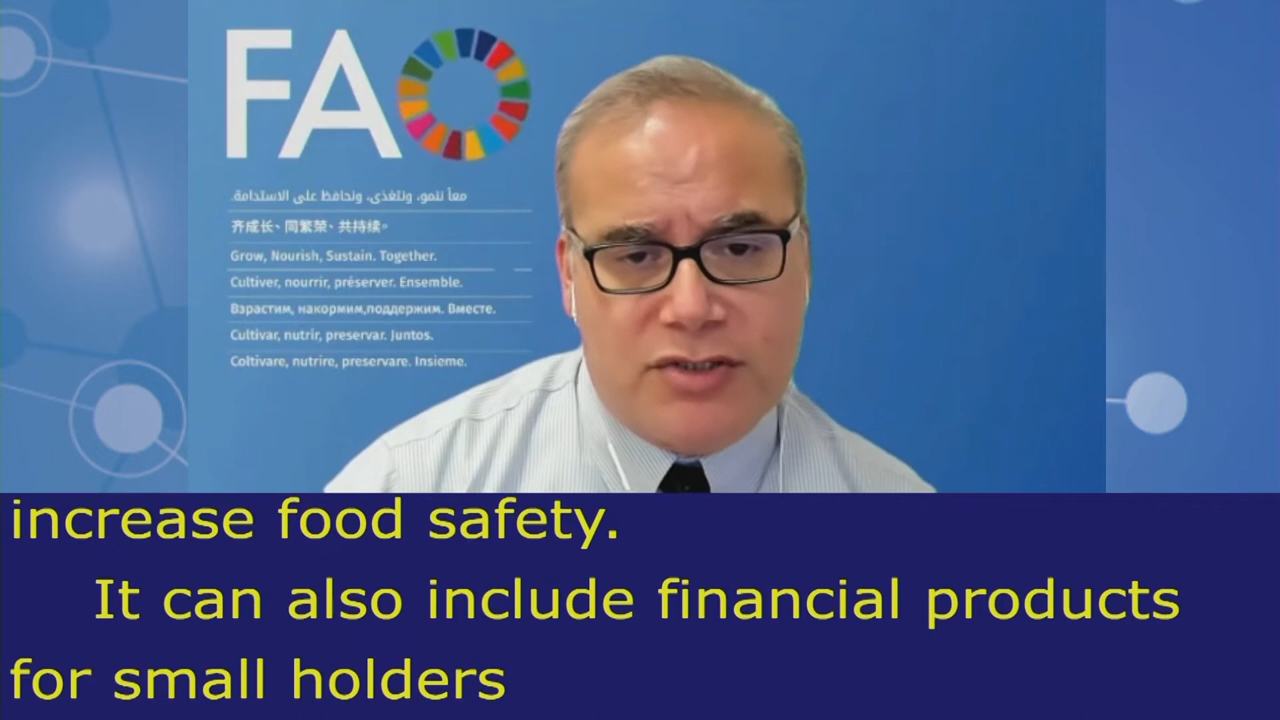 FAO
معاً ننمو، ونتغذى، ونحافظ على الاستدامة.
齐成长、同繁荣、共持续。
Grow, Nourish, Sustain. Together.
Cultiver, nourrir, préserver. Ensemble.
Взрастим, накормим,поддержим. Вместе.
Cultivar, nutrir, preservar. Juntos.
Coltivare, nutrire, preservare. Insieme.
increase food safety.
It can also include financial products
for small holders